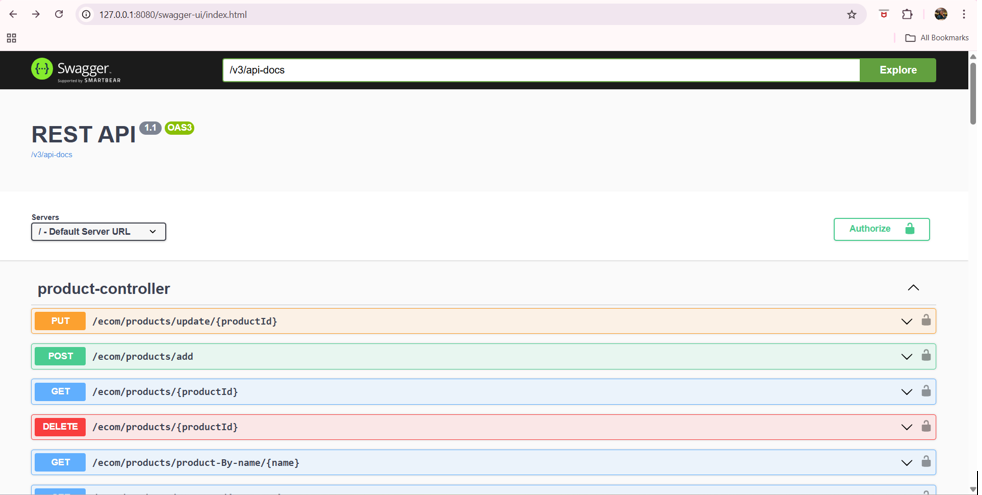 127.0.0.1:8080/swagger-ui/index.html
All Bookmarks
Swagger.
Supported by SMARTBEAR
/v3/api-docs
Explore
REST API 1.1 OAS3
/v3/api-docs
Servers
/ - Default Server URL
Authorize
product-controller
PUT /ecom/products/update/{productId}
POST /ecom/products/add
GET /ecom/products/{productId}
DELETE /ecom/products/{productId}
GET /ecom/products/product-By-name/{name}